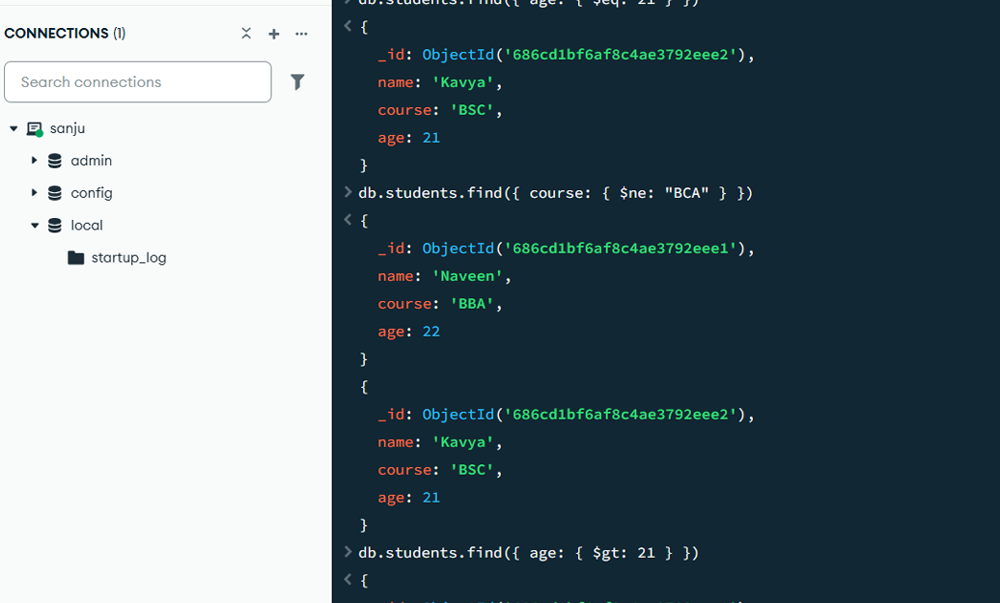 CONNECTIONS (1)
Search connections
sanju
admin
config
local
startup_log
db.students.find({ age: { $eq: 21 } })
{
_id: ObjectId('686cd1bf6af8c4ae3792eee2'),
name: 'Kavya',
course: 'BSC',
age: 21
}
db.students.find({ course: { $ne: "BCA" } })
{
_id: ObjectId('686cd1bf6af8c4ae3792eee1'),
name: 'Naveen',
course: 'BBA',
age: 22
}
{
_id: ObjectId('686cd1bf6af8c4ae3792eee2'),
name: 'Kavya',
course: 'BSC',
age: 21
}
db.students.find({ age: { $gt: 21 } })
{